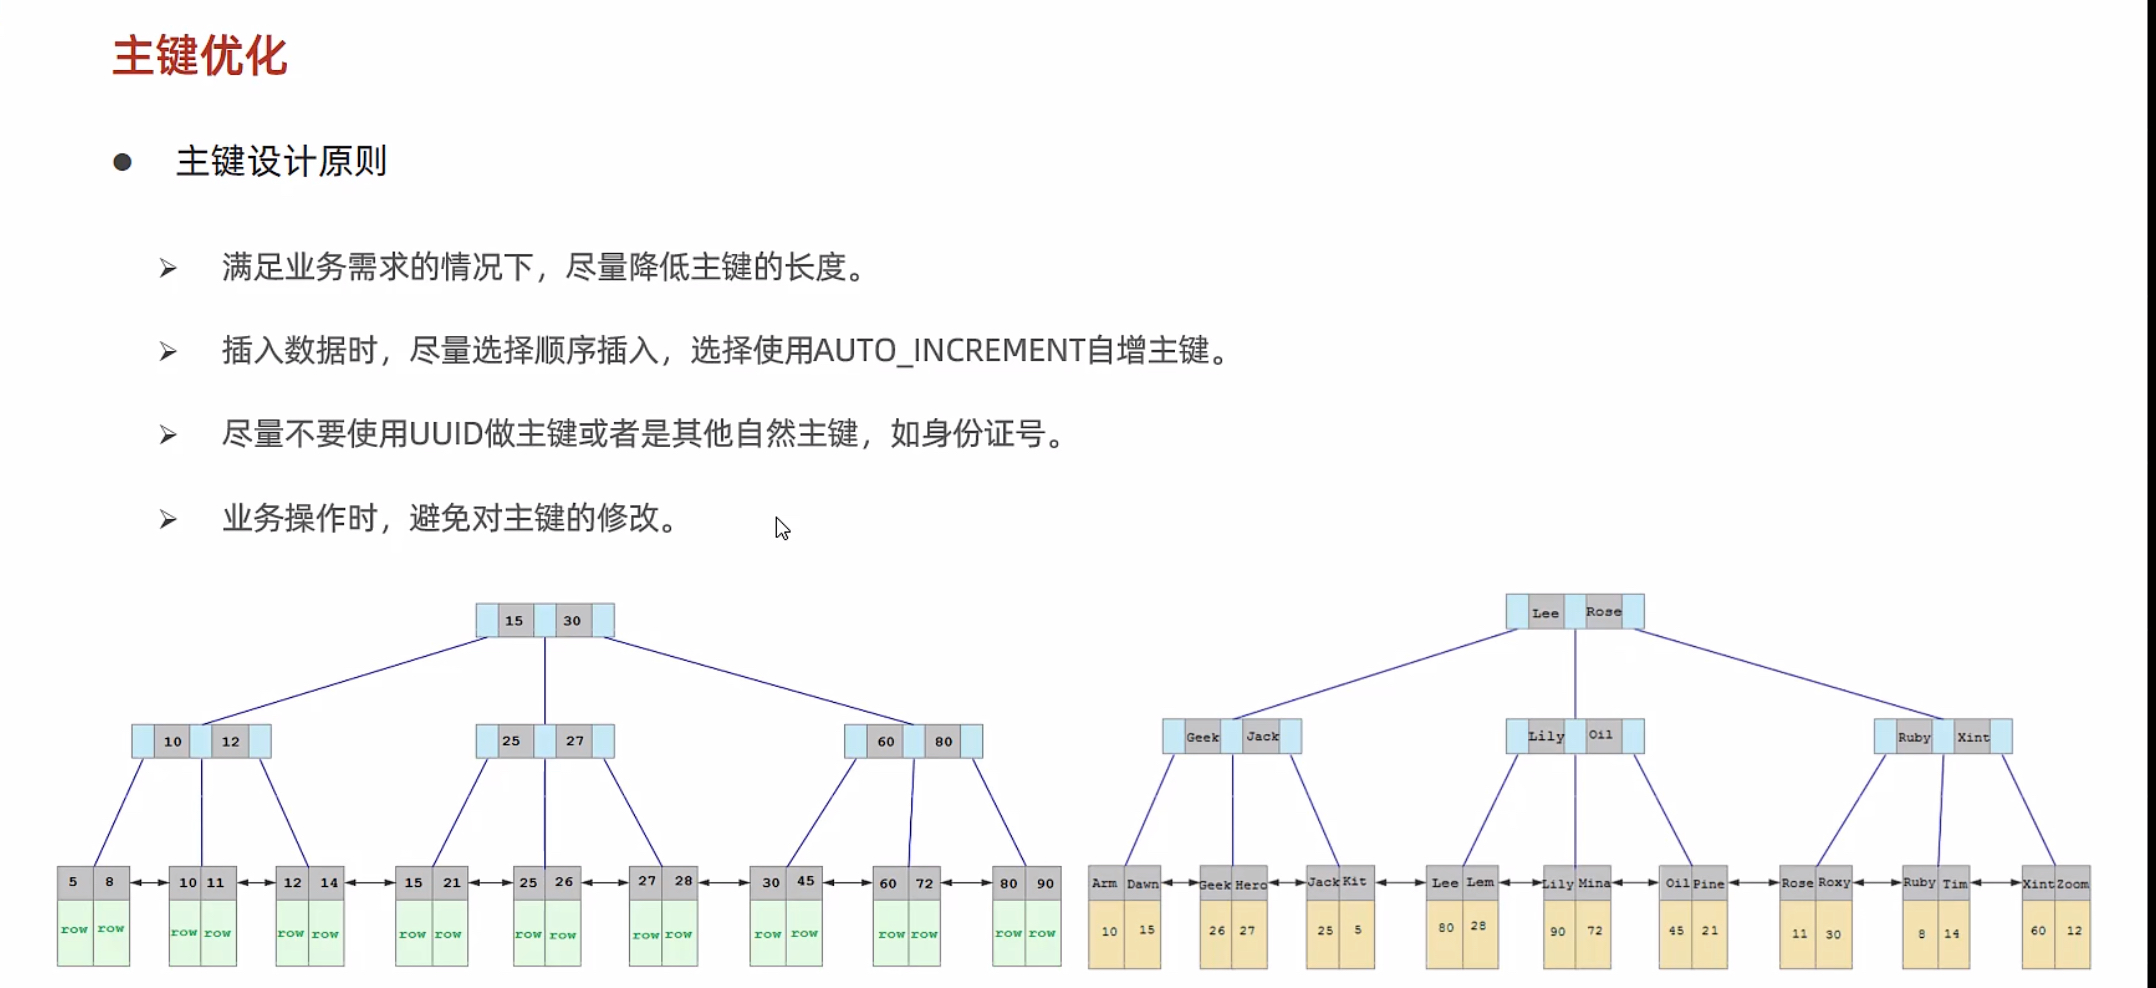 主键优化
● 主键设计原则
➢ 满足业务需求的情况下，尽量降低主键的长度。
➢ 插入数据时，尽量选择顺序插入，选择使用AUTO_INCREMENT自增主键。
➢ 尽量不要使用UUID做主键或者是其他自然主键，如身份证号。
➢ 业务操作时，避免对主键的修改。
15 30
10 12 25 27 60 80
5 8 10 11 12 14 15 21 25 26 27 28 30 45 60 72 80 90
row row row row row row row row row row row row row row row row row row
Lee Rose
Geek Jack Lily Oil Ruby Xint
Arm Dawn Geek Hero Jack Kit Lee Lem Lily Mina Oil Pine Rose Roxy Ruby Tim Xint Zoom
10 15 26 27 25 5 80 28 90 72 45 21 11 30 8 14 60 12